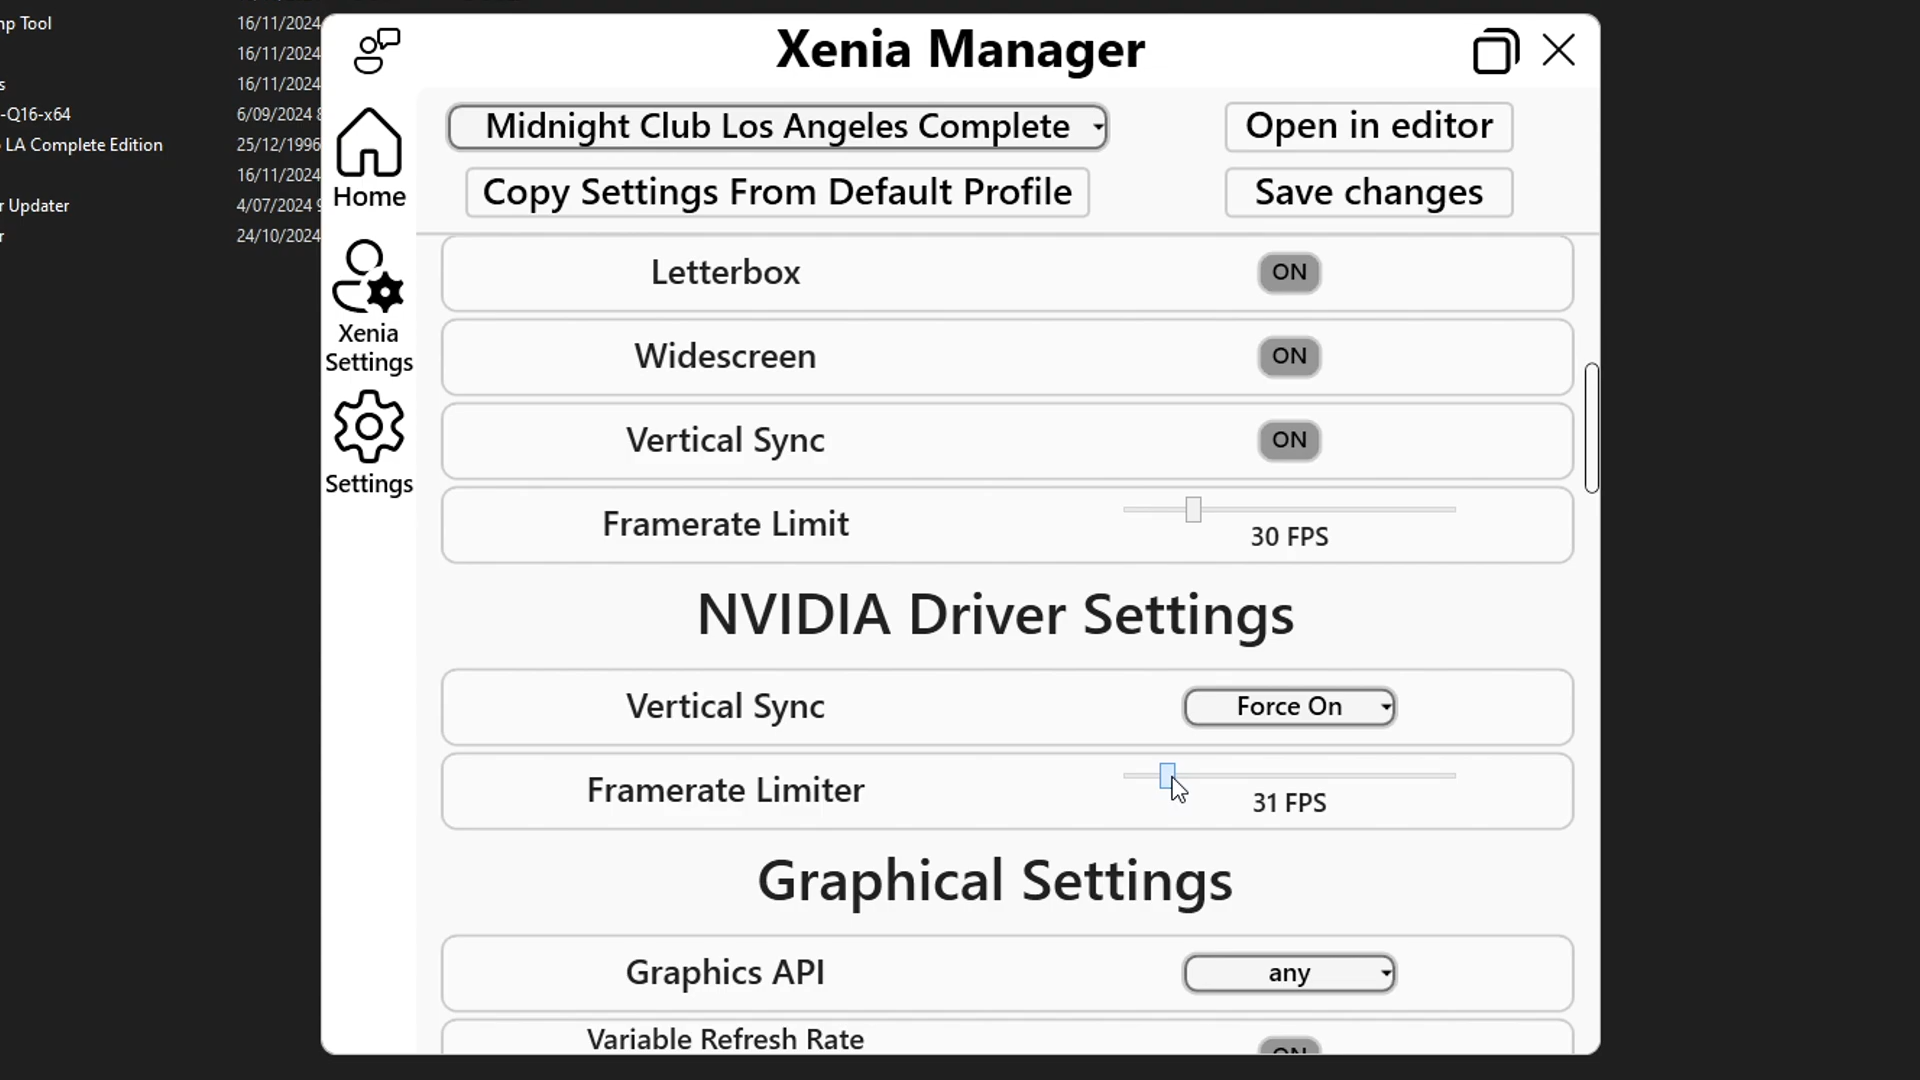 mp Tool 16/11/2024
16/11/2024
s 16/11/2024
-Q16-x64 6/09/2024 8
LA Complete Edition 25/12/1996
16/11/2024
r Updater 4/07/2024 9
r 24/10/2024
Xenia Manager
Home
Xenia
Settings
Settings
Midnight Club Los Angeles Complete
Open in editor
Copy Settings From Default Profile
Save changes
Letterbox ON
Widescreen ON
Vertical Sync ON
Framerate Limit 30 FPS
NVIDIA Driver Settings
Vertical Sync Force On
Framerate Limiter 31 FPS
Graphical Settings
Graphics API any
Variable Refresh Rate ON